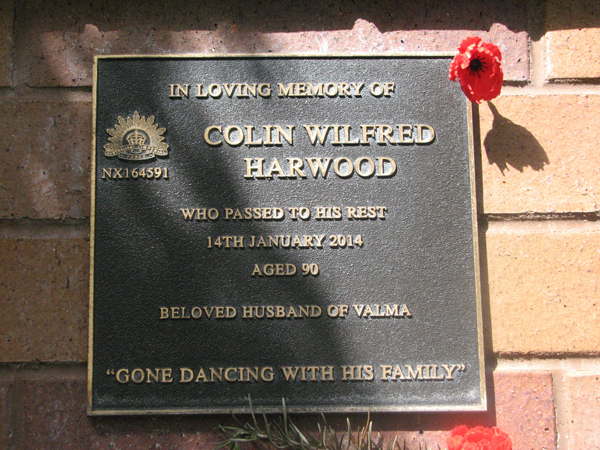 IN LOVING MEMORY OF
COLIN WILFRED
HARWOOD
NX164591
WHO PASSED TO HIS REST
14TH JANUARY 2014
AGED 90
BELOVED HUSBAND OF VALMA
"GONE DANCING WITH HIS FAMILY"